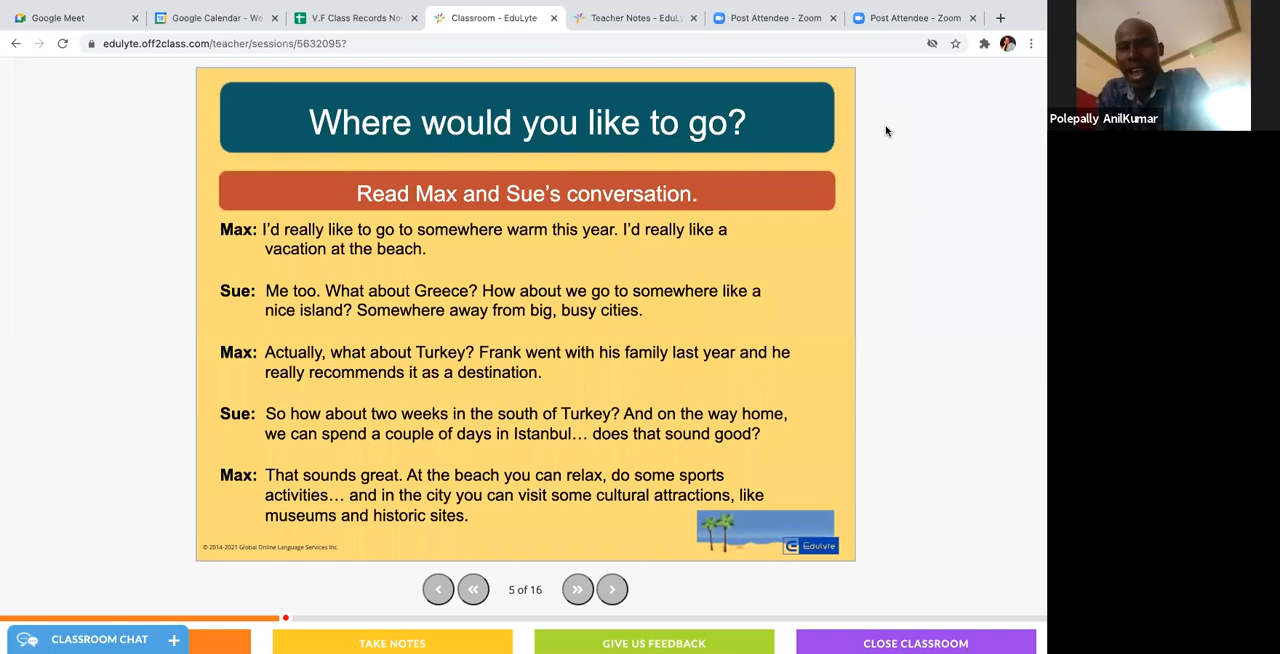 Google Meet
Google Calendar - We
V.F Class Records No
Classroom - EduLyte
Teacher Notes - EduL
Post Attendee - Zoom
Post Attendee - Zoom
edulyte.off2class.com/teacher/sessions/5632095?
Polepally AnilKumar
Where would you like to go?
Read Max and Sue's conversation.
Max: I'd really like to go to somewhere warm this year. I'd really like a
vacation at the beach.
Sue: Me too. What about Greece? How about we go to somewhere like a
nice island? Somewhere away from big, busy cities.
Max: Actually, what about Turkey? Frank went with his family last year and he
really recommends it as a destination.
Sue: So how about two weeks in the south of Turkey? And on the way home,
we can spend a couple of days in Istanbul... does that sound good?
Max: That sounds great. At the beach you can relax, do some sports
activities... and in the city you can visit some cultural attractions, like
museums and historic sites.
© 2014-2021 Global Online Language Services Inc.
Edulyte
5 of 16
CLASSROOM CHAT +
TAKE NOTES
GIVE US FEEDBACK
CLOSE CLASSROOM